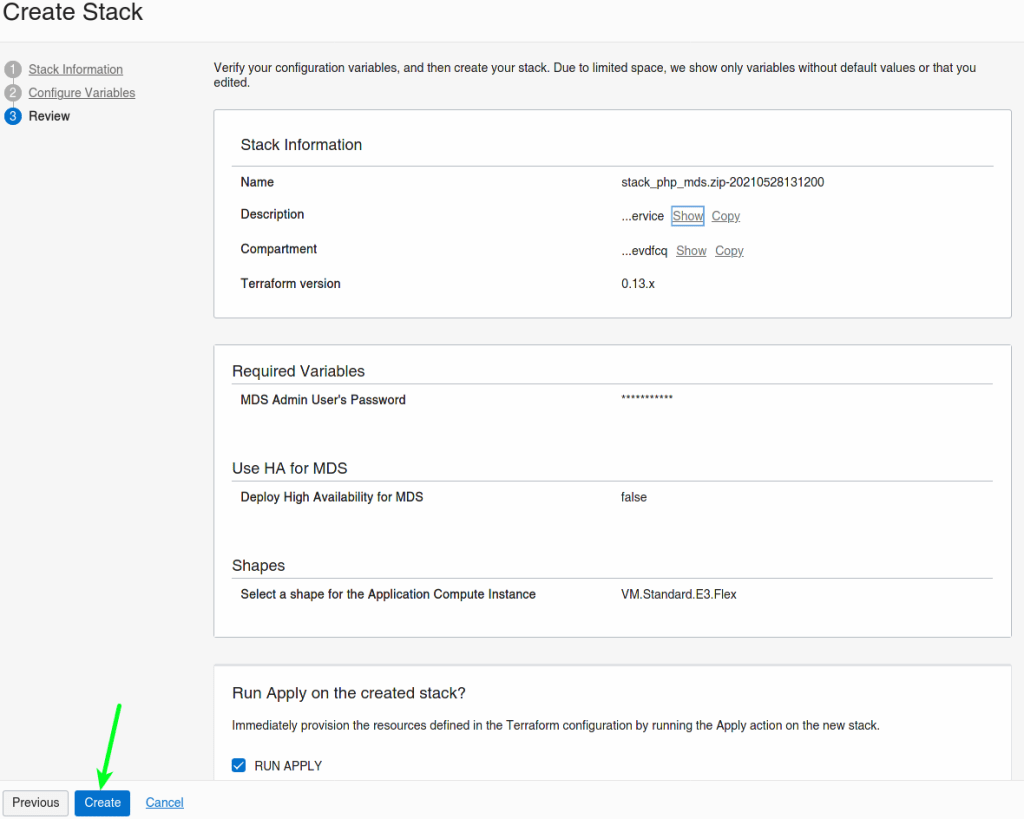 Create Stack
1 Stack Information
2 Configure Variables
3 Review
Verify your configuration variables, and then create your stack. Due to limited space, we show only variables without default values or that you
edited.
Stack Information
Name stack_php_mds.zip-20210528131200
Description ...ervice Show Copy
Compartment ...evdfcq Show Copy
Terraform version 0.13.x
Required Variables
MDS Admin User's Password ***********
Use HA for MDS
Deploy High Availability for MDS false
Shapes
Select a shape for the Application Compute Instance VM.Standard.E3.Flex
Run Apply on the created stack?
Immediately provision the resources defined in the Terraform configuration by running the Apply action on the new stack.
RUN APPLY
Previous Create Cancel